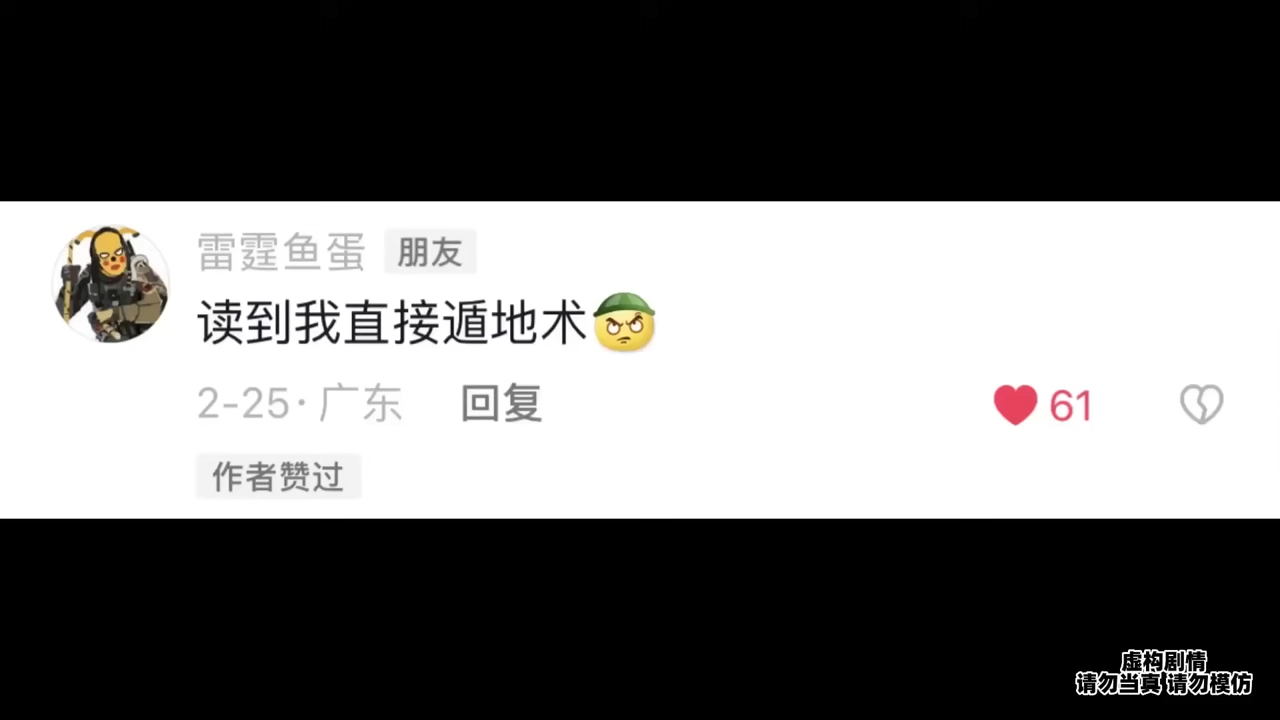 雷霆鱼蛋 朋友
读到我直接遁地术
2-25·广东 回复 61
作者赞过
虚构剧情
请勿当真 请勿模仿